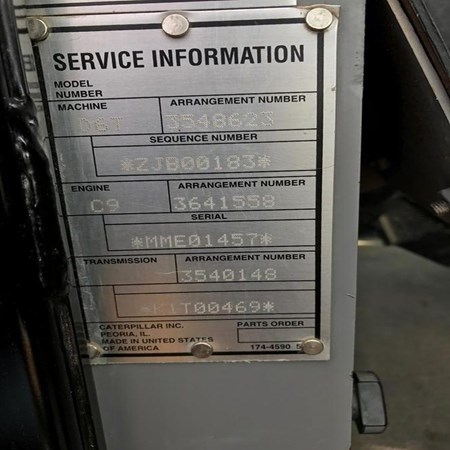 SERVICE INFORMATION
MODEL
NUMBER
MACHINE ARRANGEMENT NUMBER
D6T 3548623
SEQUENCE NUMBER
*ZJB00183*
ENGINE ARRANGEMENT NUMBER
C9 3641558
SERIAL
*MME01457*
TRANSMISSION ARRANGEMENT NUMBER
3540148
CATERPILLAR INC. PARTS ORDER
PEORIA, IL.
MADE IN UNITED STATES
OF AMERICA 174-4590